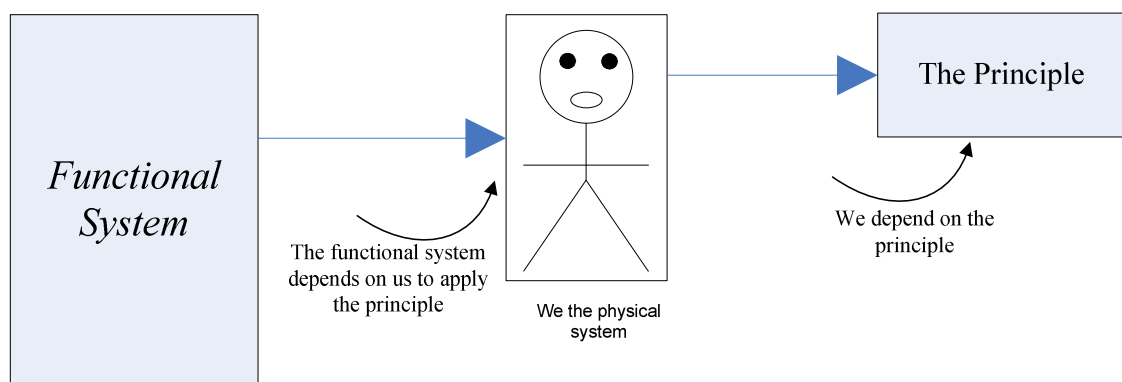 Functional
System
The functional system
depends on us to apply
the principle
We the physical
system
The Principle
We depend on the
principle